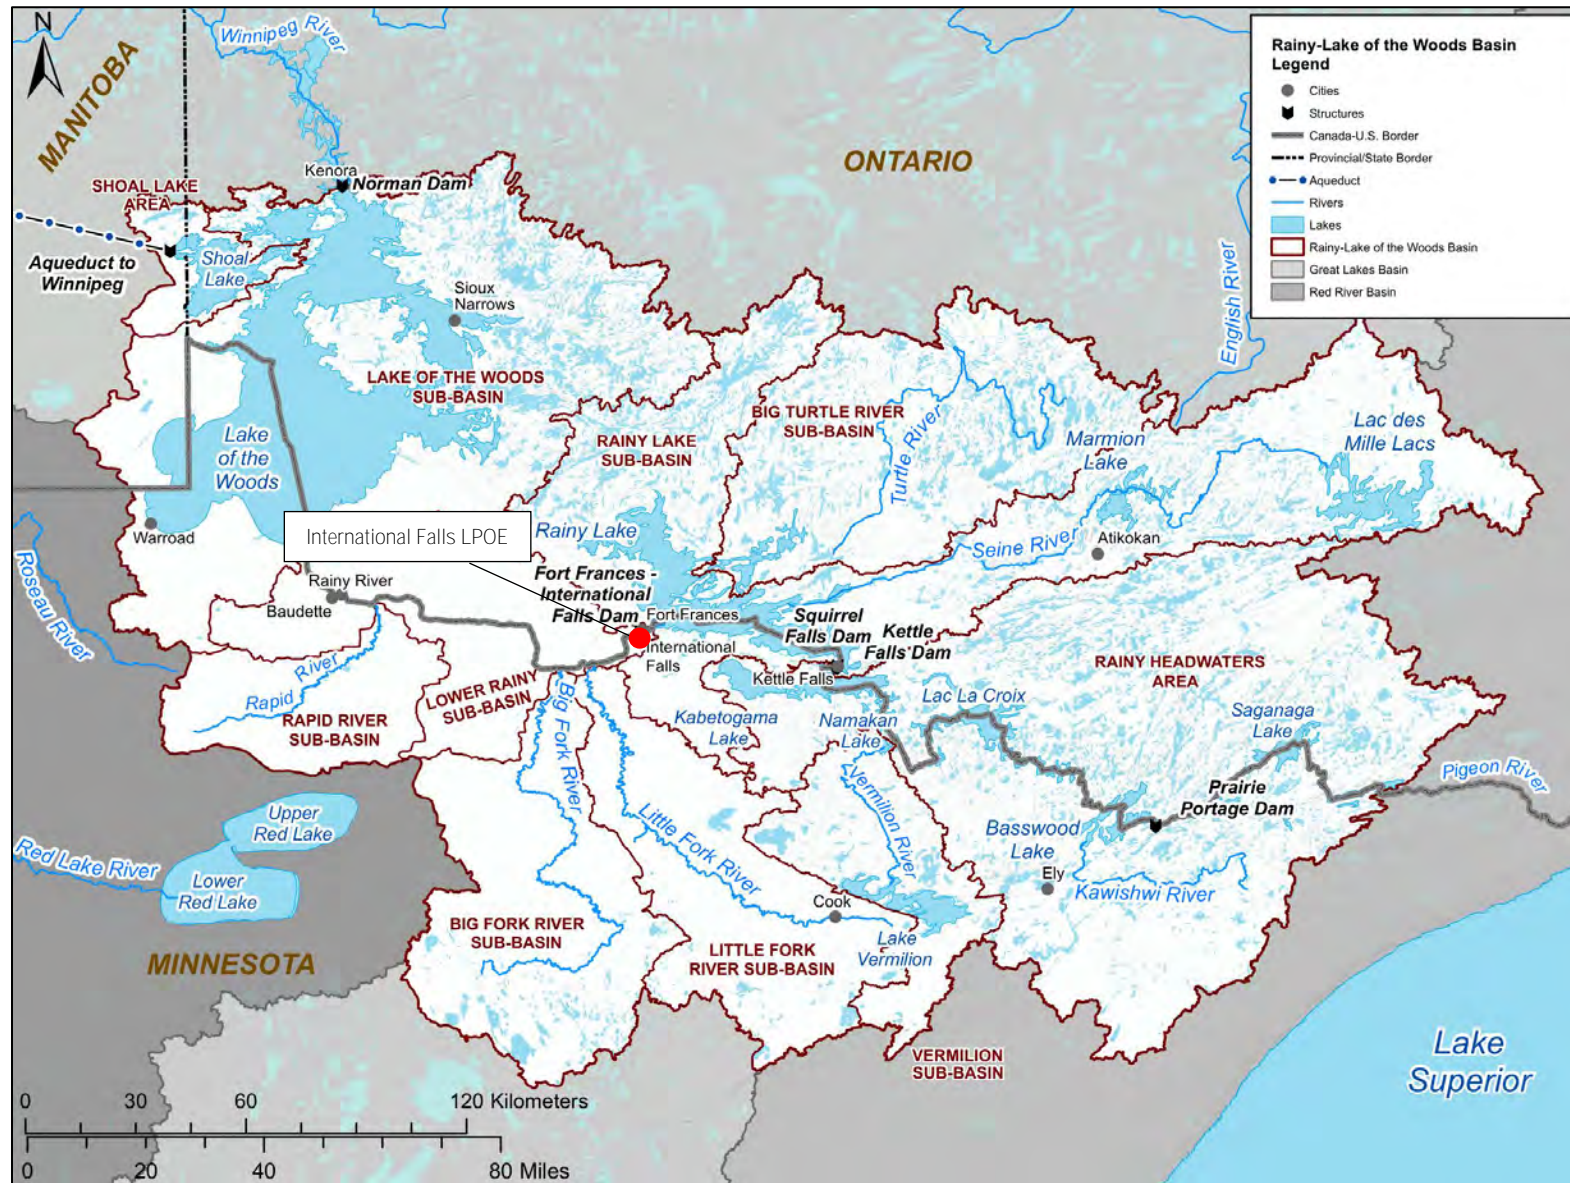 N
MANITOBA
Winnipeg River
ONTARIO
Rainy-Lake of the Woods Basin
Legend
Cities
Structures
Canada-U.S. Border
Provincial/State Border
Aqueduct
Rivers
Lakes
Rainy-Lake of the Woods Basin
Great Lakes Basin
Red River Basin
Kenora
Norman Dam
SHOAL LAKE
AREA
Aqueduct to
Winnipeg
Shoal
Lake
Sioux
Narrows
English River
LAKE OF THE WOODS
SUB-BASIN
RAINY LAKE
SUB-BASIN
BIG TURTLE RIVER
SUB-BASIN
Turtle River
Marmion
Lake
Lac des
Mille Lacs
Lake
of the
Woods
Warroad
International Falls LPOE
Rainy Lake
Seine River
Atikokan
Roseau River
Rainy River
Baudette
Fort Frances -
International
Falls Dam
Fort Frances
International
Falls
Squirrel
Falls Dam
Kettle
Falls Dam
Kettle Falls
RAINY HEADWATERS
AREA
Rapid River
RAPID RIVER
SUB-BASIN
LOWER RAINY
SUB-BASIN
Big Fork River
Kabetogama
Lake
Namakan
Lake
Lac La Croix
Saganaga
Lake
Pigeon River
Prairie
Portage Dam
Vermilion River
Little Fork River
Basswood
Lake
Ely
Kawishwi River
Upper
Red Lake
Lower
Red Lake
Red Lake River
Cook
Lake
Vermilion
BIG FORK RIVER
SUB-BASIN
LITTLE FORK
RIVER SUB-BASIN
MINNESOTA
VERMILION
SUB-BASIN
Lake
Superior
0 30 60 120 Kilometers
0 20 40 80 Miles